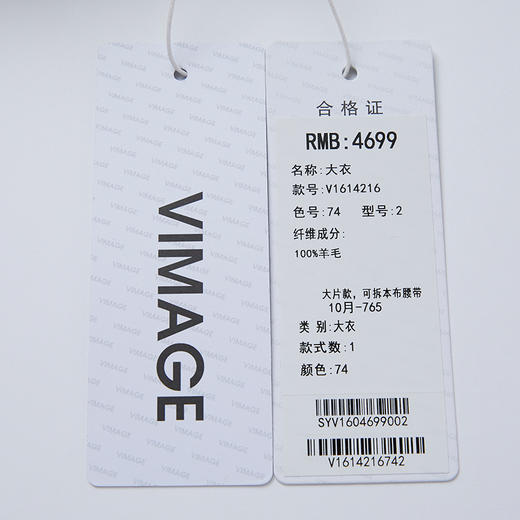 VIMAGE
合格证
RMB:4699
名称:大衣
款号:V1614216
色号:74 型号:2
纤维成分:
100%羊毛
大片款，可拆本布腰带
10月-765
类 别:大衣
款式数:1
颜色:74
SYV1604699002
V1614216742